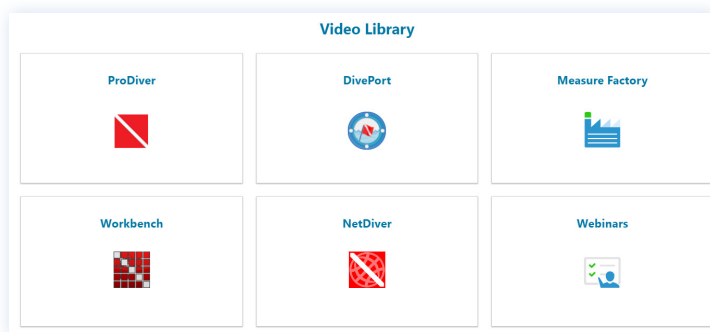 Video Library
ProDiver
DivePort
Measure Factory
Workbench
NetDiver
Webinars